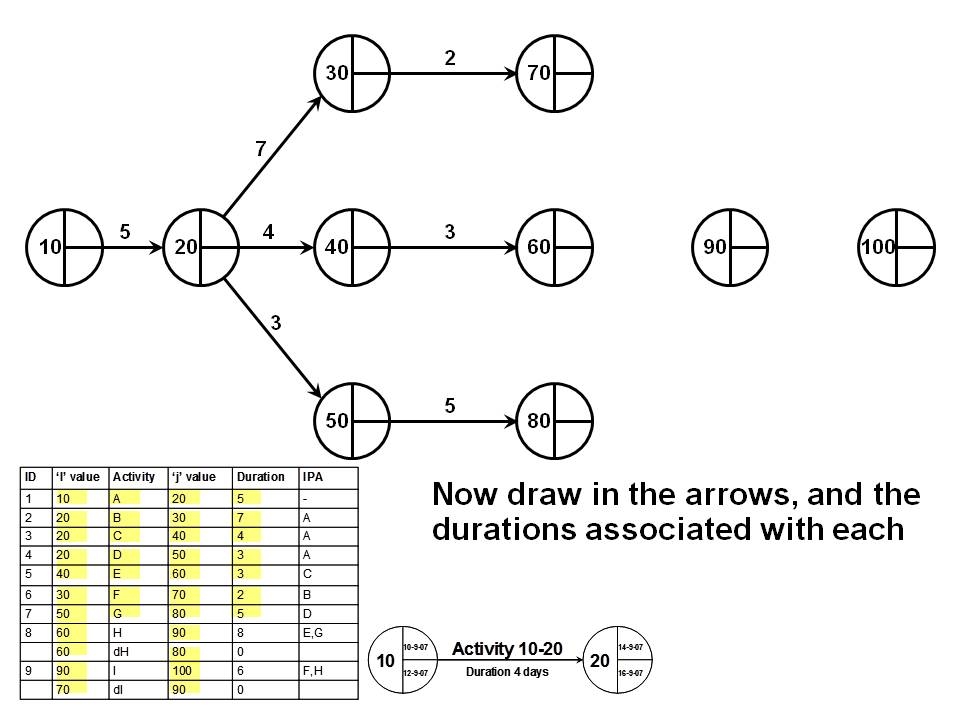 30 2 70
7
10 5 20 4 40 3 60 90 100
3
50 5 80
ID ‘I’ value Activity ‘j’ value Duration IPA
1 10 A 20 5 -
2 20 B 30 7 A
3 20 C 40 4 A
4 20 D 50 3 A
5 40 E 60 3 C
6 30 F 70 2 B
7 50 G 80 5 D
8 60 H 90 8 E,G
60 dH 80 0
9 90 I 100 6 F,H
70 dI 90 0
Now draw in the arrows, and the
durations associated with each
10 10-9-07 12-9-07
Activity 10-20
Duration 4 days
20 14-9-07 16-9-07